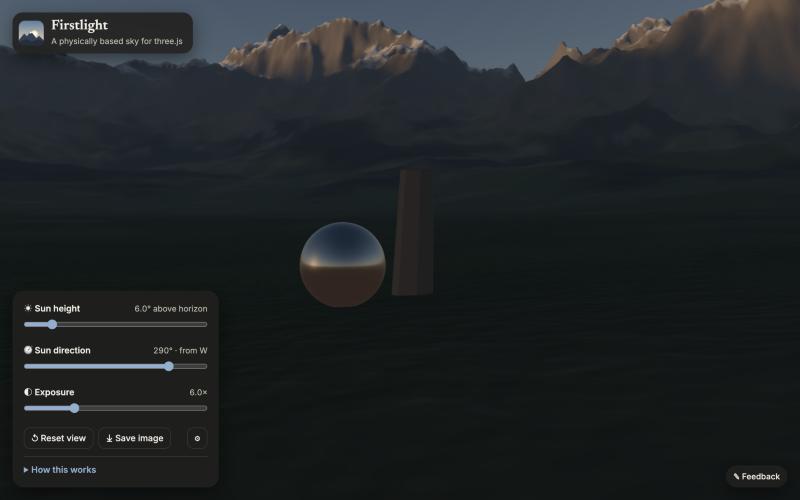 Firstlight
A physically based sky for three.js
Sun height 6.0° above horizon
Sun direction 290° · from W
Exposure 6.0×
Reset view Save image
How this works
Feedback